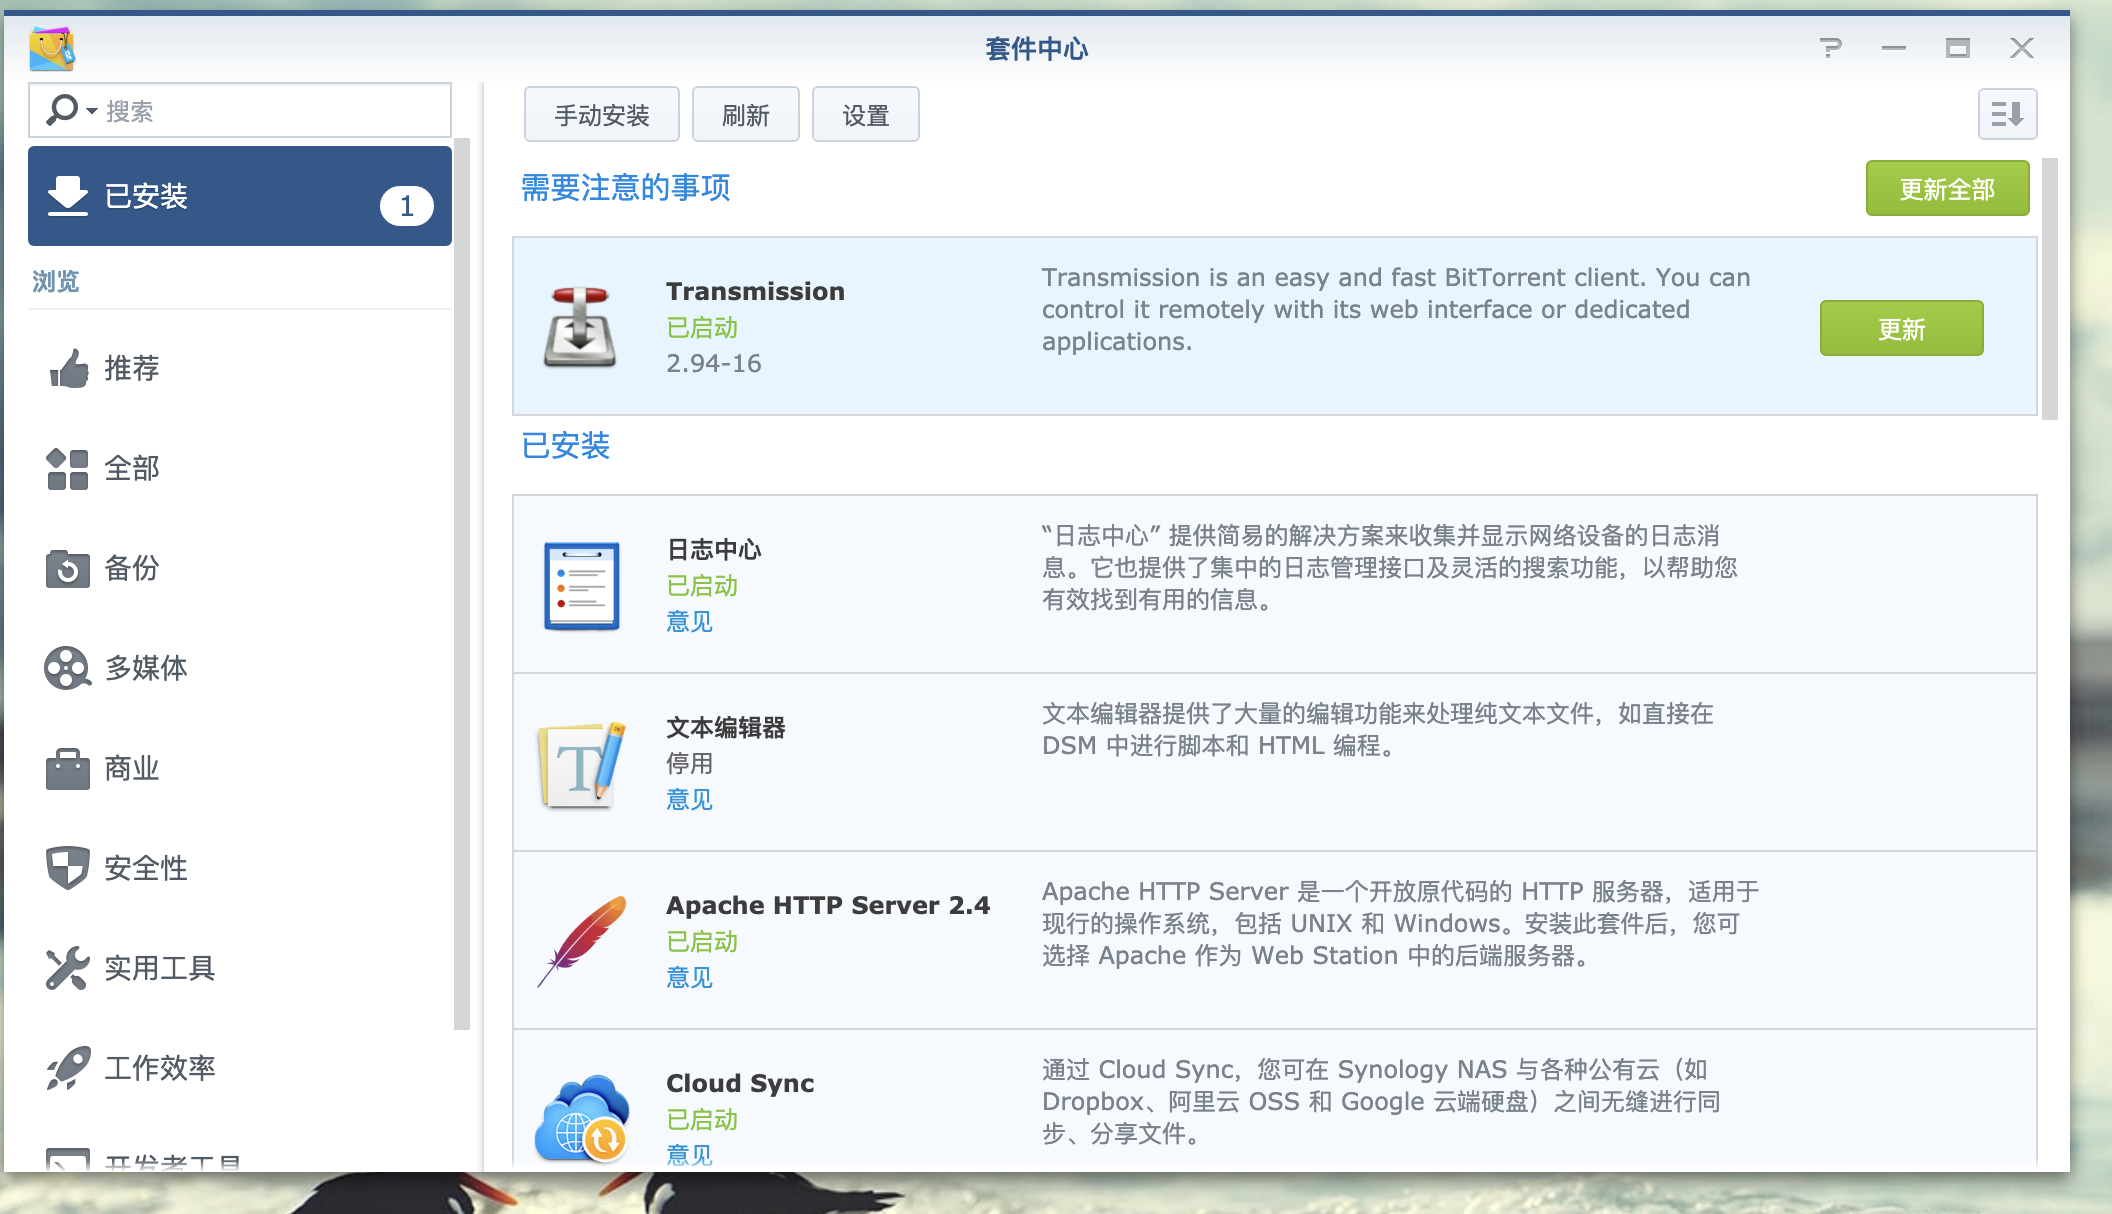 套件中心
搜索
已安装
1
浏览
推荐
全部
备份
多媒体
商业
安全性
实用工具
工作效率
开发者工具
手动安装
刷新
设置
需要注意的事项
更新全部
Transmission
已启动
2.94-16
Transmission is an easy and fast BitTorrent client. You can
control it remotely with its web interface or dedicated
applications.
更新
已安装
日志中心
已启动
意见
“日志中心” 提供简易的解决方案来收集并显示网络设备的日志消
息。它也提供了集中的日志管理接口及灵活的搜索功能，以帮助您
有效找到有用的信息。
文本编辑器
停用
意见
文本编辑器提供了大量的编辑功能来处理纯文本文件，如直接在
DSM 中进行脚本和 HTML 编程。
Apache HTTP Server 2.4
已启动
意见
Apache HTTP Server 是一个开放原代码的 HTTP 服务器，适用于
现行的操作系统，包括 UNIX 和 Windows。安装此套件后，您可
选择 Apache 作为 Web Station 中的后端服务器。
Cloud Sync
已启动
意见
通过 Cloud Sync，您可在 Synology NAS 与各种公有云（如
Dropbox、阿里云 OSS 和 Google 云端硬盘）之间无缝进行同
步、分享文件。